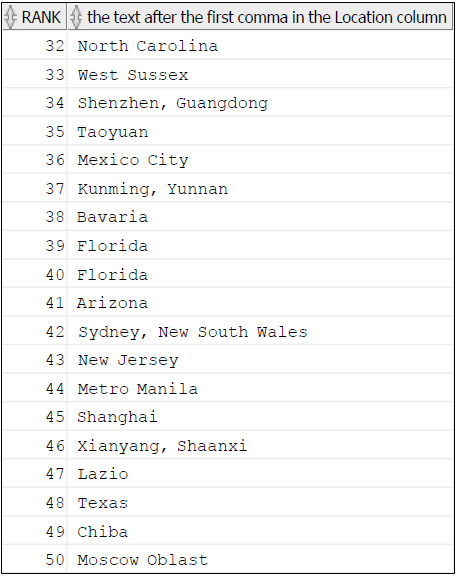 RANK the text after the first comma in the Location column
32 North Carolina
33 West Sussex
34 Shenzhen, Guangdong
35 Taoyuan
36 Mexico City
37 Kunming, Yunnan
38 Bavaria
39 Florida
40 Florida
41 Arizona
42 Sydney, New South Wales
43 New Jersey
44 Metro Manila
45 Shanghai
46 Xianyang, Shaanxi
47 Lazio
48 Texas
49 Chiba
50 Moscow Oblast